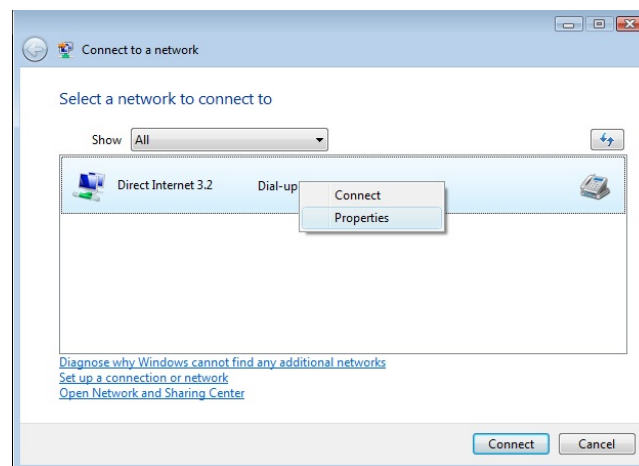 Connect to a network
Select a network to connect to
Show All
Direct Internet 3.2 Dial-up
Connect
Properties
Diagnose why Windows cannot find any additional networks
Set up a connection or network
Open Network and Sharing Center
Connect Cancel